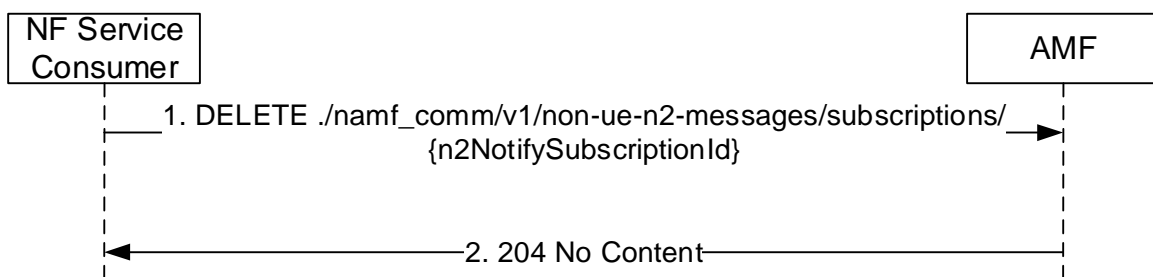 NF Service
Consumer
AMF
1. DELETE ./namf_comm/v1/non-ue-n2-messages/subscriptions/
{n2NotifySubscriptionId}
2. 204 No Content